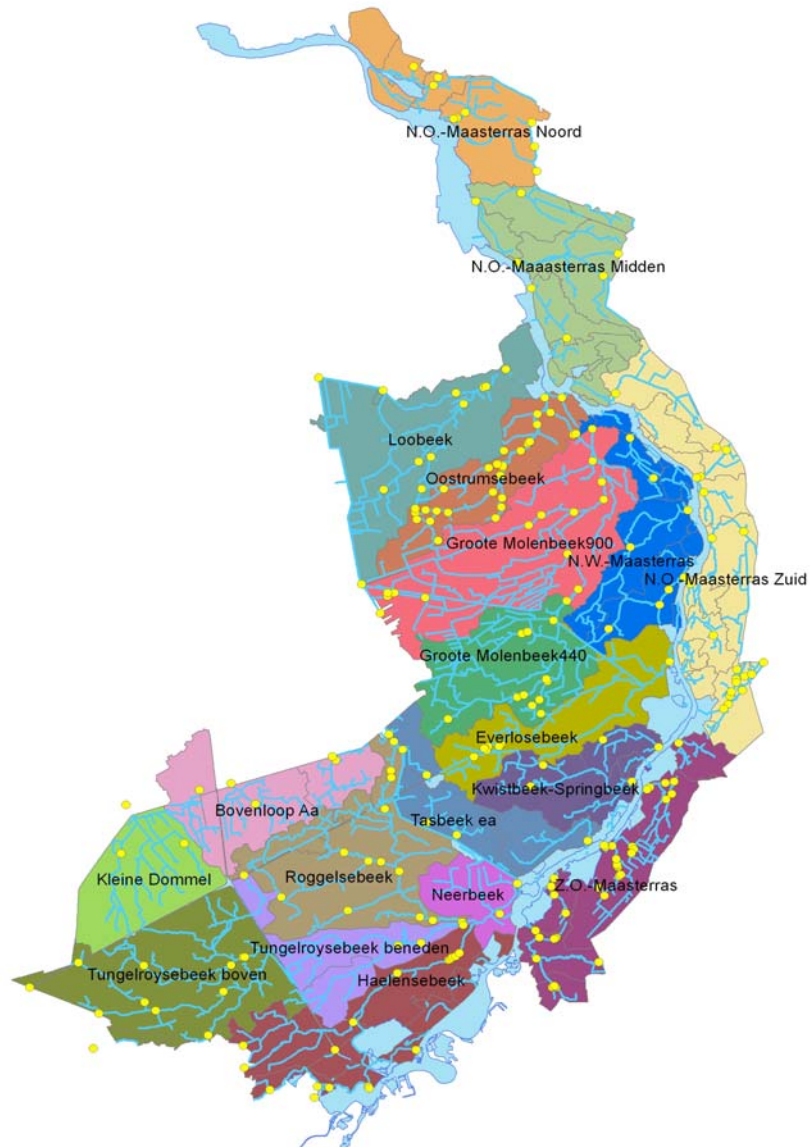 N.O.-Maasterras Noord
N.O.-Maaasterras Midden
Loobeek
Oostrumsebeek
Groote Molenbeek900
N.W.-Maasterras
N.O.-Maasterras Zuid
Groote Molenbeek440
Everlosebeek
Kwistbeek-Springbeek
Bovenloop Aa
Tasbeek ea
Kleine Dommel
Roggelsebeek
Neerbeek
Z.O.-Maasterras
Tungelroysebeek beneden
Tungelroysebeek boven
Haelensebeek